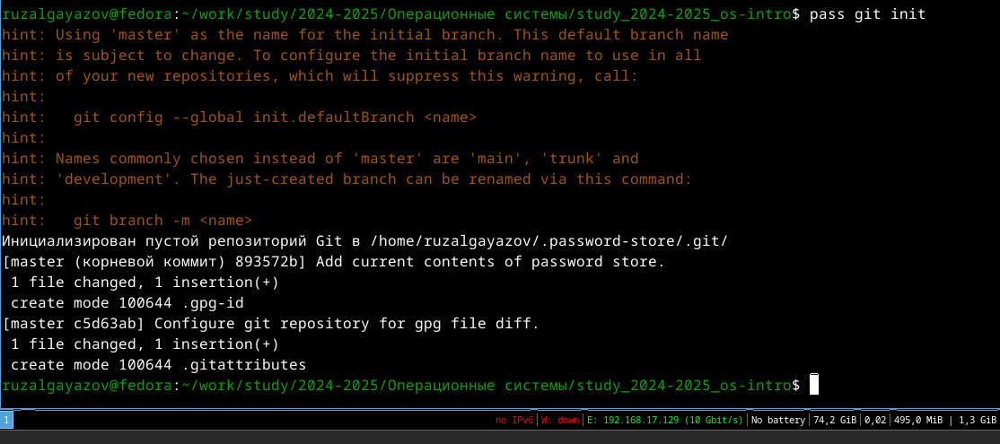 ruzalgayazov@fedora:~/work/study/2024-2025/Операционные системы/study_2024-2025_os-intro$ pass git init
hint: Using 'master' as the name for the initial branch. This default branch name
hint: is subject to change. To configure the initial branch name to use in all
hint: of your new repositories, which will suppress this warning, call:
hint:
hint:   git config --global init.defaultBranch <name>
hint:
hint: Names commonly chosen instead of 'master' are 'main', 'trunk' and
hint: 'development'. The just-created branch can be renamed via this command:
hint:
hint:   git branch -m <name>
Инициализирован пустой репозиторий Git в /home/ruzalgayazov/.password-store/.git/
[master (корневой коммит) 893572b] Add current contents of password store.
 1 file changed, 1 insertion(+)
 create mode 100644 .gpg-id
[master c5d63ab] Configure git repository for gpg file diff.
 1 file changed, 1 insertion(+)
 create mode 100644 .gitattributes
ruzalgayazov@fedora:~/work/study/2024-2025/Операционные системы/study_2024-2025_os-intro$
1 no IPv6 | W: down | E: 192.168.17.129 (10 Gbit/s) | No battery | 74,2 GiB | 0,02 | 495,0 MiB | 1,3 GiB